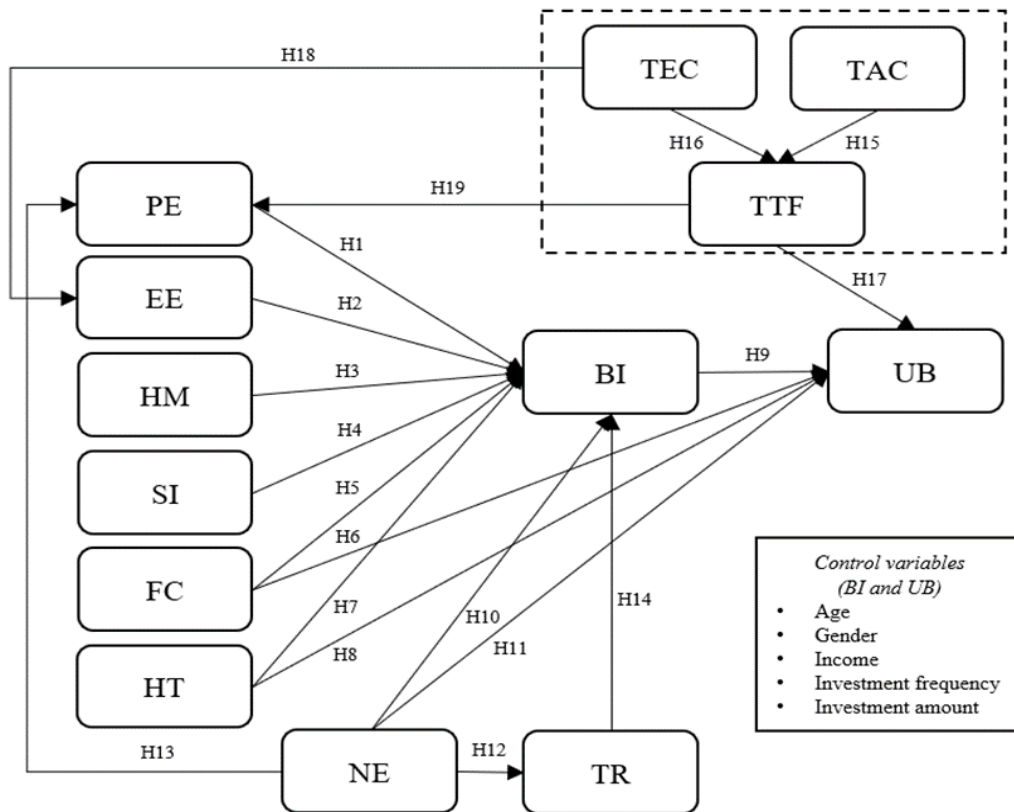 H18
TEC
TAC
H16
H15
PE
H19
TTF
H1
EE
H2
H17
HM
H3
BI
H9
UB
H4
SI
H5
H6
FC
H7
H10
H14
H8
H11
HT
Control variables
(BI and UB)
• Age
• Gender
• Income
• Investment frequency
• Investment amount
H13
NE
H12
TR